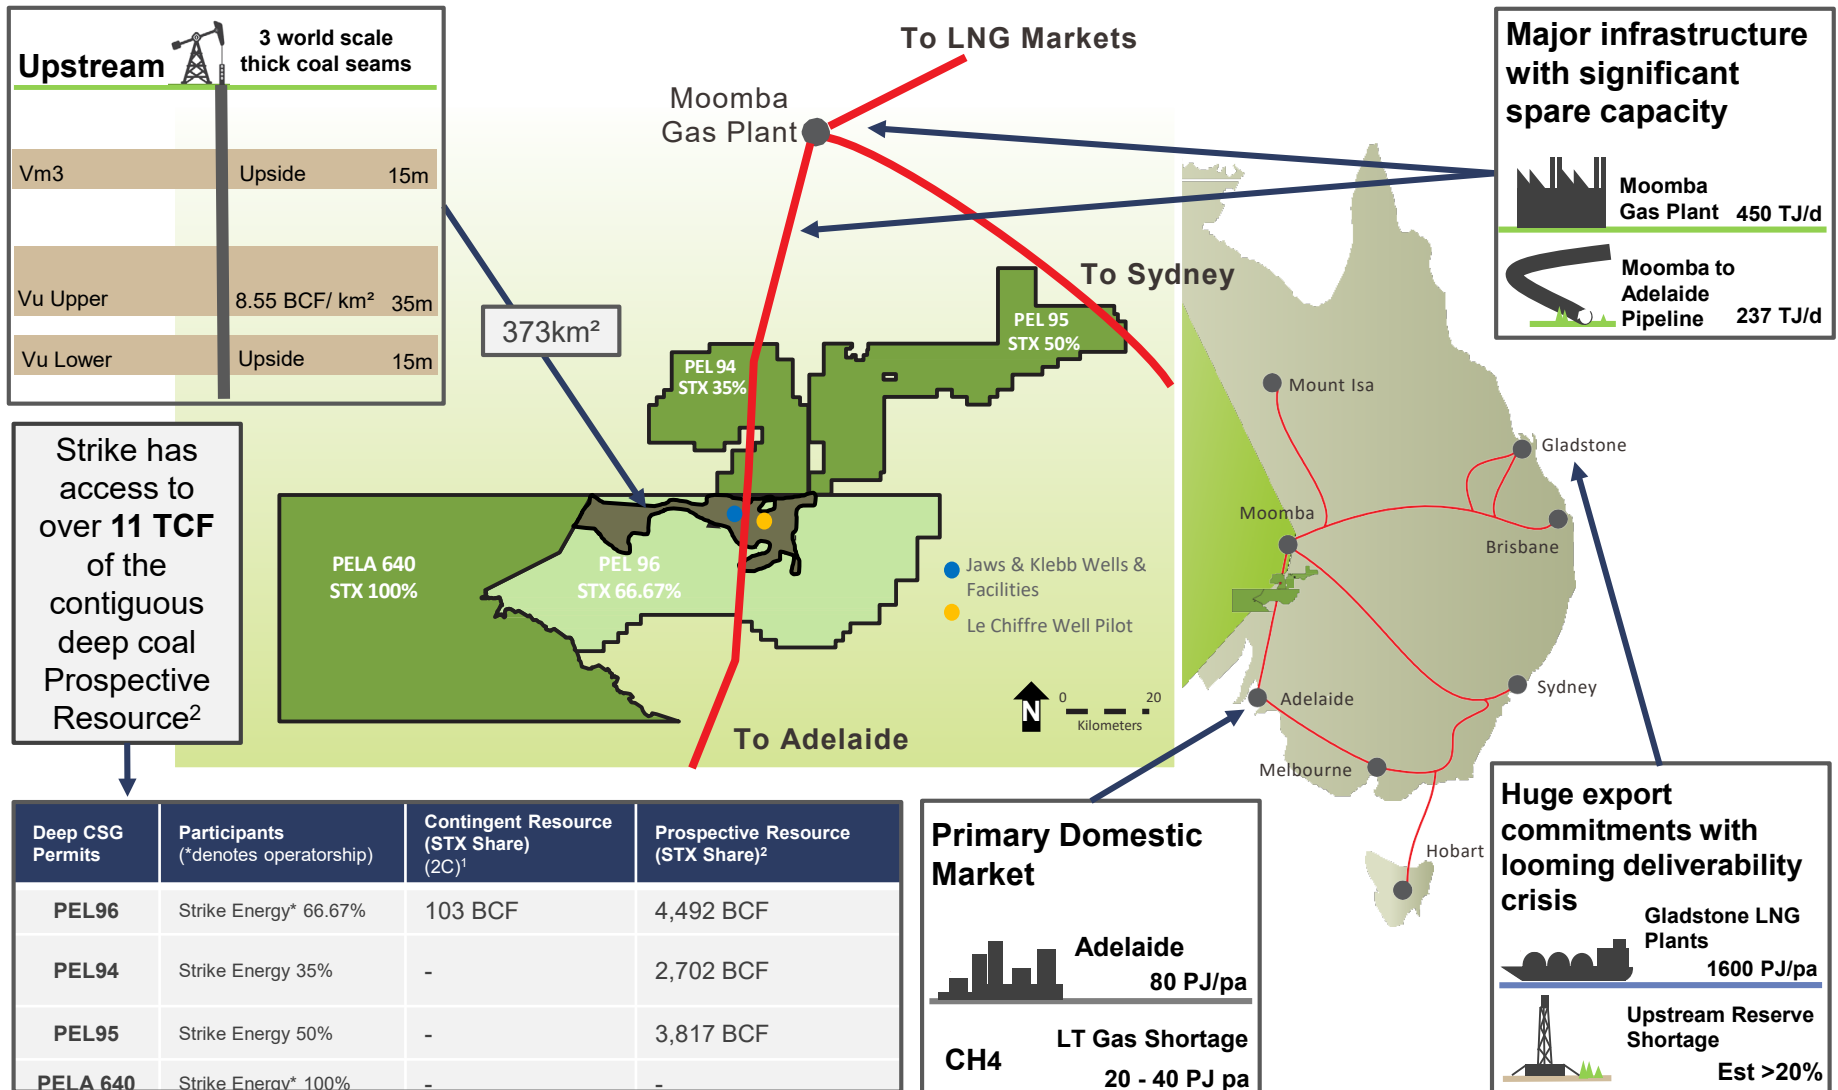 Upstream
3 world scale
thick coal seams
Vm3 Upside 15m
Vu Upper 8.55 BCF/ km² 35m
Vu Lower Upside 15m
Strike has
access to
over 11 TCF
of the
contiguous
deep coal
Prospective
Resource²
373km²
To LNG Markets
Moomba
Gas Plant
To Sydney
PEL 95
STX 50%
PEL 94
STX 35%
PELA 640
STX 100%
PEL 96
STX 66.67%
Jaws & Klebb Wells &
Facilities
Le Chiffre Well Pilot
N
0 20
Kilometers
To Adelaide
Major infrastructure
with significant
spare capacity
Moomba
Gas Plant 450 TJ/d
Moomba to
Adelaide
Pipeline 237 TJ/d
Mount Isa
Gladstone
Moomba
Brisbane
Adelaide
Sydney
Melbourne
Hobart
Deep CSG
Permits
Participants
(*denotes operatorship)
Contingent Resource
(STX Share)
(2C)¹
Prospective Resource
(STX Share)²
PEL96 Strike Energy* 66.67% 103 BCF 4,492 BCF
PEL94 Strike Energy 35% - 2,702 BCF
PEL95 Strike Energy 50% - 3,817 BCF
PELA 640 Strike Energy* 100% - -
Primary Domestic
Market
Adelaide
80 PJ/pa
CH4
LT Gas Shortage
20 - 40 PJ pa
Huge export
commitments with
looming deliverability
crisis
Gladstone LNG
Plants
1600 PJ/pa
Upstream Reserve
Shortage
Est >20%